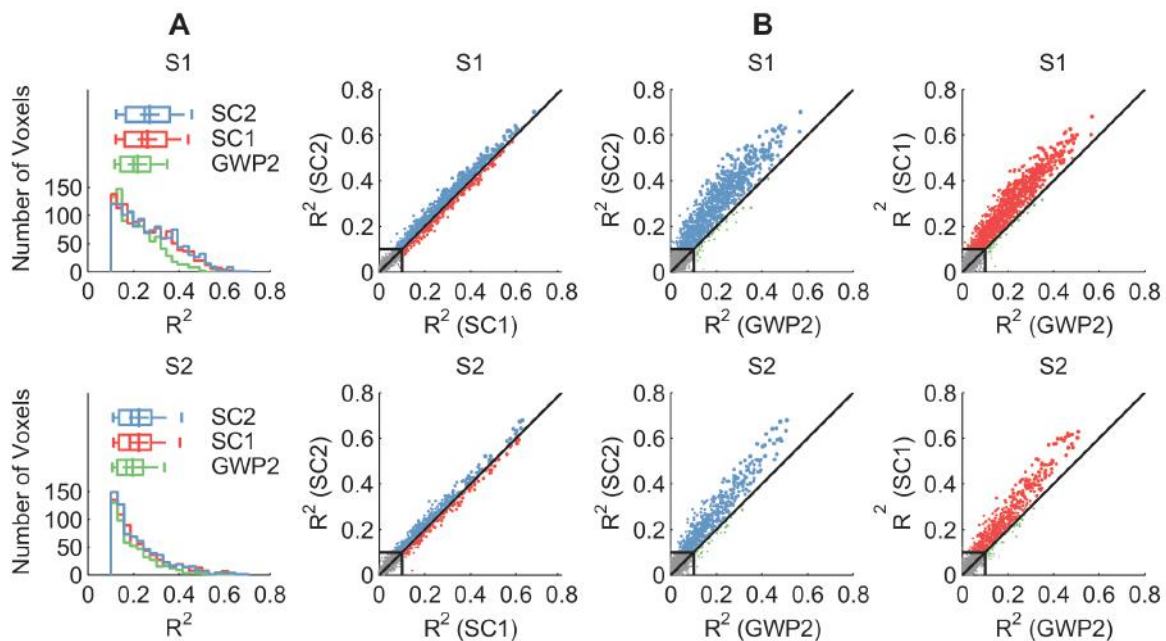 A
B
S1
S1
S1
S1
Number of Voxels
150
100
50
0
SC2
SC1
GWP2
0 0.2 0.4 0.6 0.8
R²
R² (SC2)
0.8
0.6
0.4
0.2
0
0 0.2 0.4 0.6 0.8
R² (SC1)
R² (SC2)
0.8
0.6
0.4
0.2
0
0 0.2 0.4 0.6 0.8
R² (GWP2)
R² (SC1)
0.8
0.6
0.4
0.2
0
0 0.2 0.4 0.6 0.8
R² (GWP2)
S2
S2
S2
S2
Number of Voxels
150
100
50
0
SC2
SC1
GWP2
0 0.2 0.4 0.6 0.8
R²
R² (SC2)
0.8
0.6
0.4
0.2
0
0 0.2 0.4 0.6 0.8
R² (SC1)
R² (SC2)
0.8
0.6
0.4
0.2
0
0 0.2 0.4 0.6 0.8
R² (GWP2)
R² (SC1)
0.8
0.6
0.4
0.2
0
0 0.2 0.4 0.6 0.8
R² (GWP2)